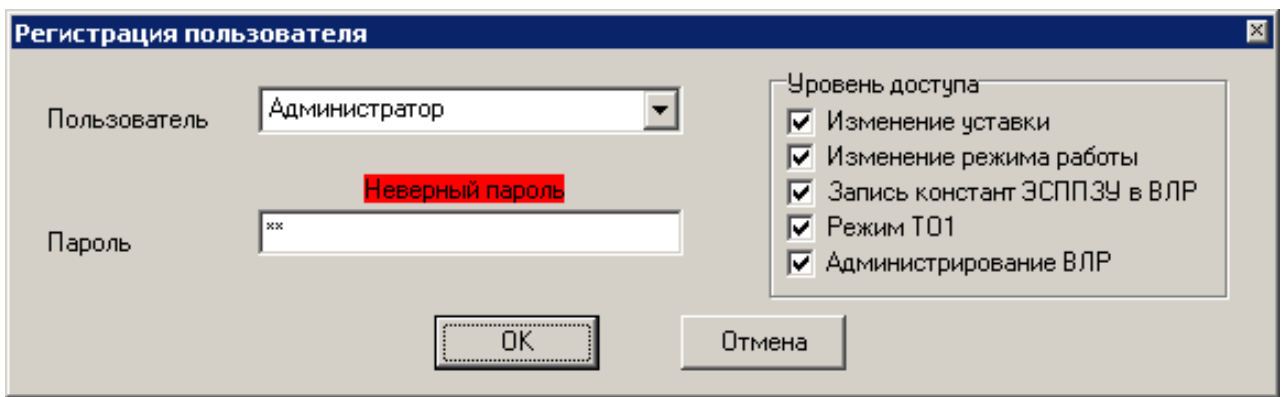 Регистрация пользователя
Пользователь
Администратор
Неверный пароль
Пароль
**
Уровень доступа
Изменение уставки
Изменение режима работы
Запись констант ЭСППЗУ в ВЛР
Режим ТО1
Администрирование ВЛР
OK
Отмена